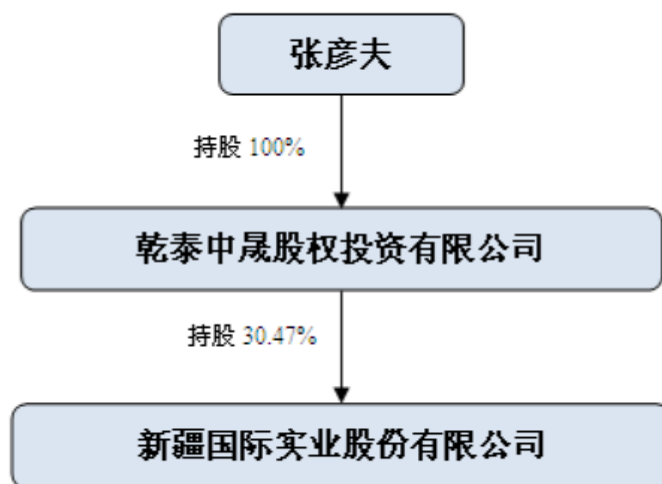 张彦夫
持股 100%
乾泰中晟股权投资有限公司
持股 30.47%
新疆国际实业股份有限公司